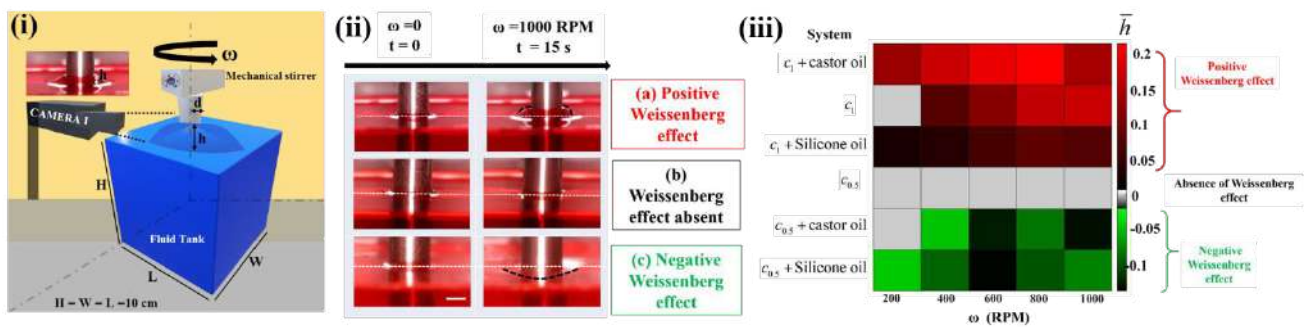 (i)
ω
Mechanical stirrer
h
d
CAMERA I
h
H
Fluid Tank
L
W
H – W – L –10 cm
(ii)
ω =0
t = 0
ω =1000 RPM
t = 15 s
(a) Positive
Weissenberg
effect
(b)
Weissenberg
effect absent
(c) Negative
Weissenberg
effect
(iii)
System
c₁ + castor oil
c₁
c₁ + Silicone oil
c₀.₅
c₀.₅ + castor oil
c₀.₅ + Silicone oil
200
400
600
800
1000
ω (RPM)
h̅
0.2
0.15
0.1
0.05
0
-0.05
-0.1
Positive
Weissenberg effect
Absence of Weissenberg
effect
Negative
Weissenberg effect